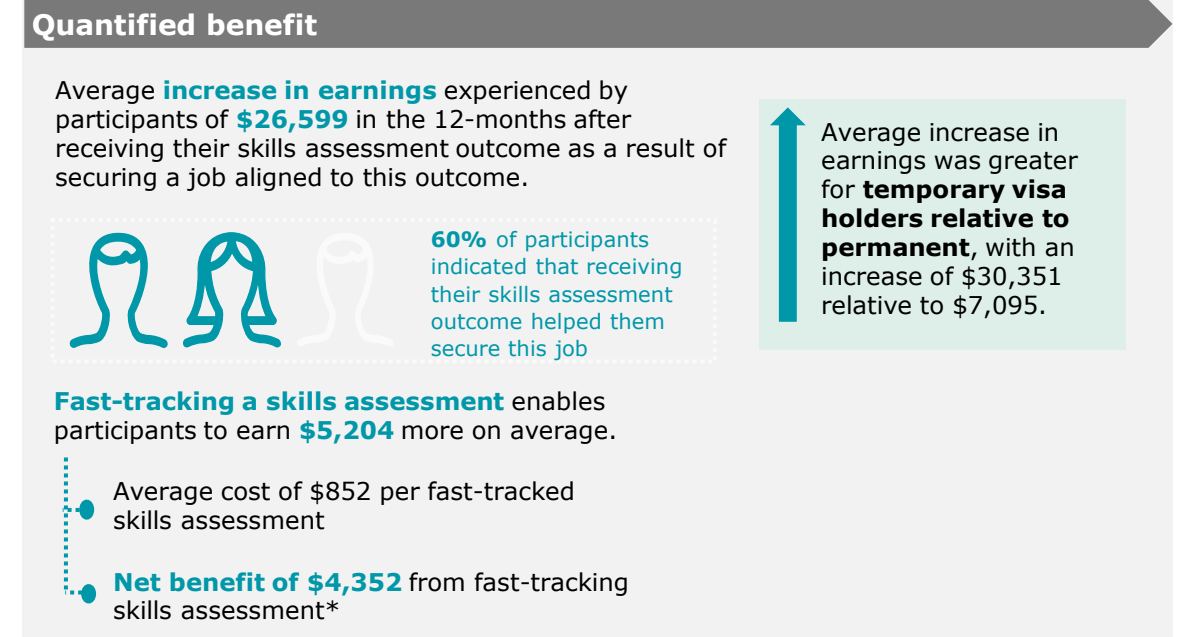 Quantified benefit
Average increase in earnings experienced by
participants of $26,599 in the 12-months after
receiving their skills assessment outcome as a result of
securing a job aligned to this outcome.
60% of participants
indicated that receiving
their skills assessment
outcome helped them
secure this job
Average increase in
earnings was greater
for temporary visa
holders relative to
permanent, with an
increase of $30,351
relative to $7,095.
Fast-tracking a skills assessment enables
participants to earn $5,204 more on average.
Average cost of $852 per fast-tracked
skills assessment
Net benefit of $4,352 from fast-tracking
skills assessment*